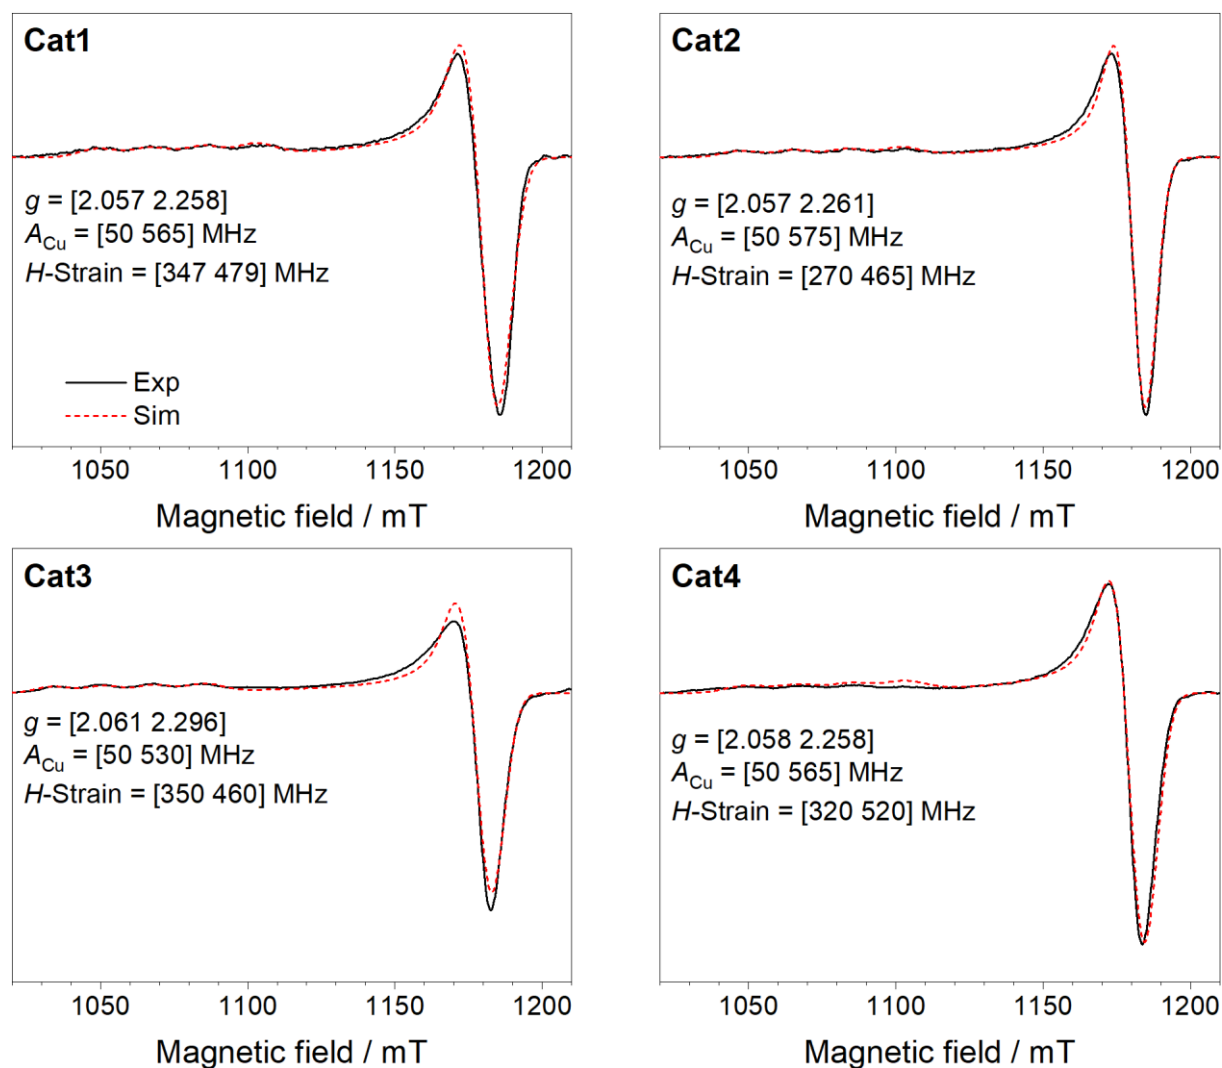 Cat1
g = [2.057 2.258]
A_Cu = [50 565] MHz
H-Strain = [347 479] MHz
Exp
Sim
1050 1100 1150 1200
Magnetic field / mT
Cat2
g = [2.057 2.261]
A_Cu = [50 575] MHz
H-Strain = [270 465] MHz
1050 1100 1150 1200
Magnetic field / mT
Cat3
g = [2.061 2.296]
A_Cu = [50 530] MHz
H-Strain = [350 460] MHz
1050 1100 1150 1200
Magnetic field / mT
Cat4
g = [2.058 2.258]
A_Cu = [50 565] MHz
H-Strain = [320 520] MHz
1050 1100 1150 1200
Magnetic field / mT